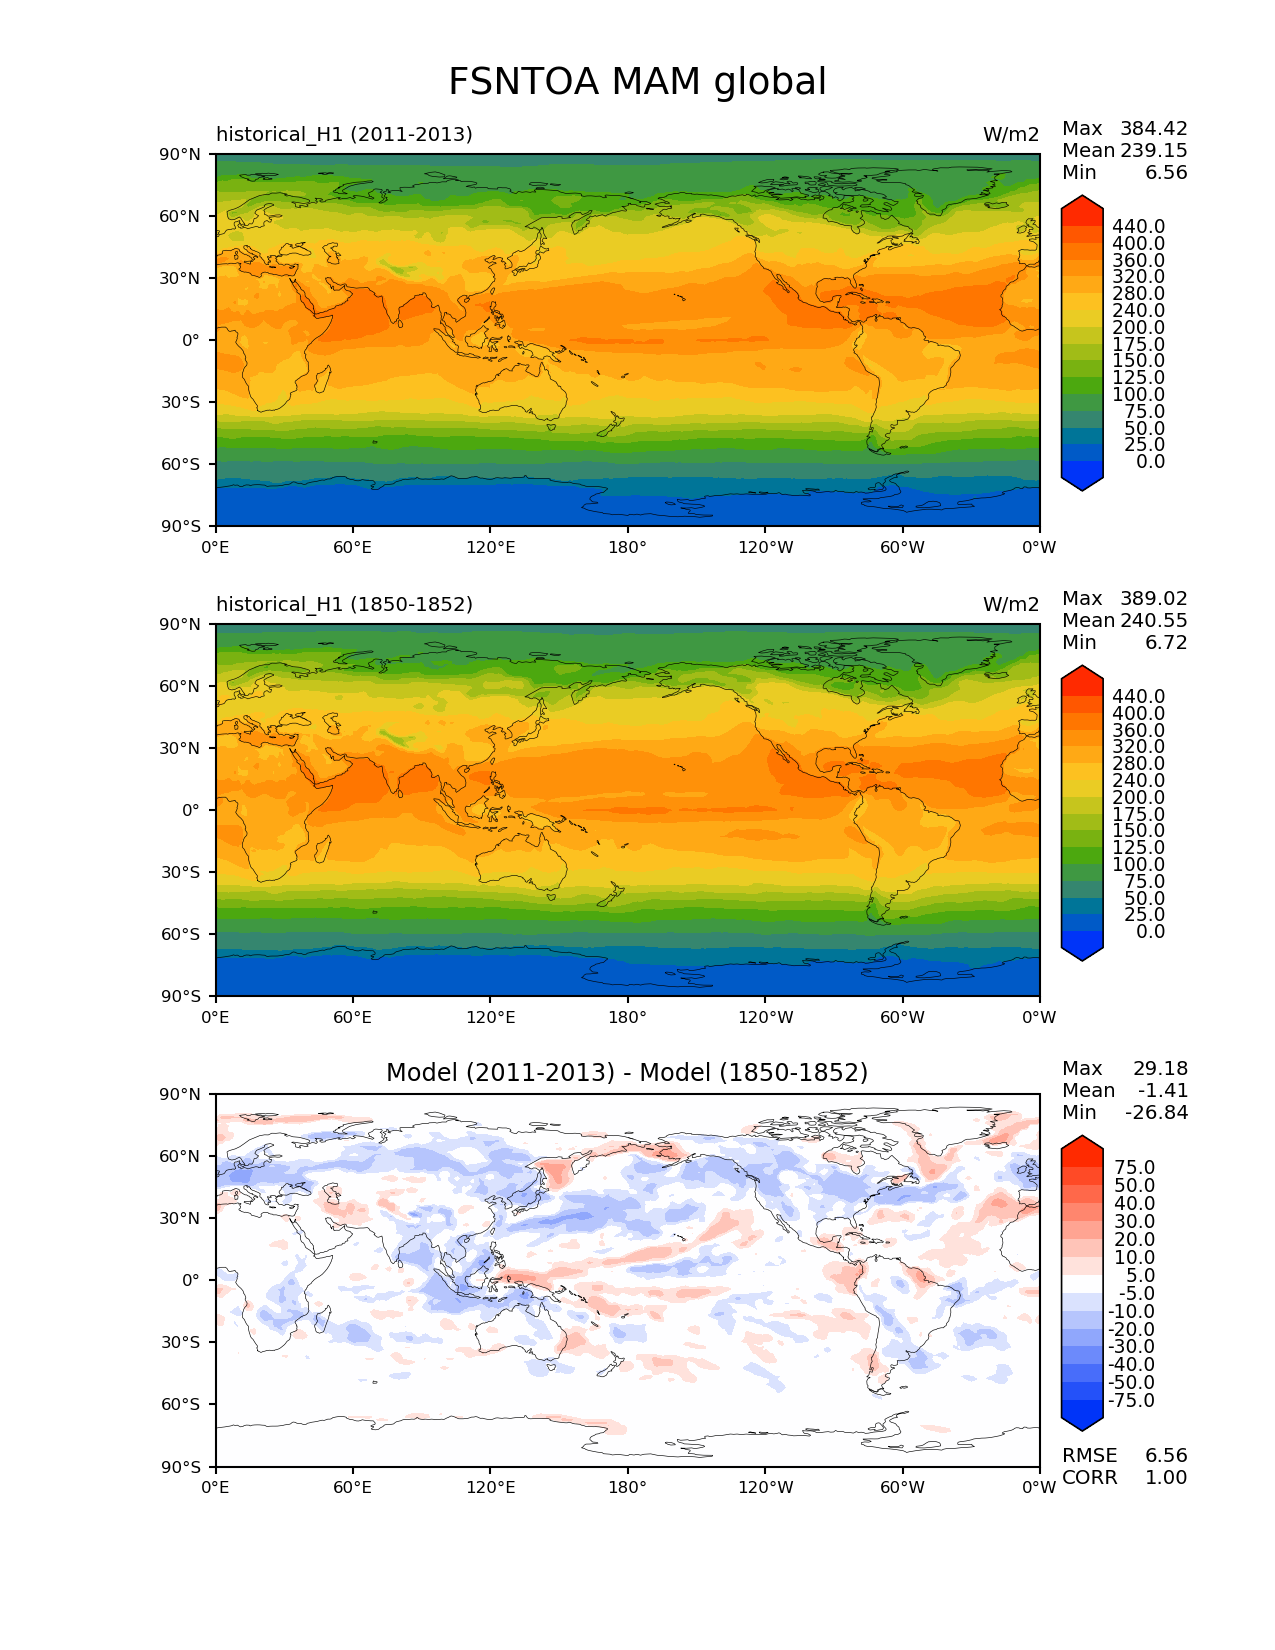 FSNTOA MAM global
historical_H1 (2011-2013) W/m2
Max 384.42
Mean 239.15
Min 6.56
90°N
60°N
30°N
0°
30°S
60°S
90°S
0°E 60°E 120°E 180° 120°W 60°W 0°W
440.0
400.0
360.0
320.0
280.0
240.0
200.0
175.0
150.0
125.0
100.0
75.0
50.0
25.0
0.0
historical_H1 (1850-1852) W/m2
Max 389.02
Mean 240.55
Min 6.72
90°N
60°N
30°N
0°
30°S
60°S
90°S
0°E 60°E 120°E 180° 120°W 60°W 0°W
440.0
400.0
360.0
320.0
280.0
240.0
200.0
175.0
150.0
125.0
100.0
75.0
50.0
25.0
0.0
Model (2011-2013) - Model (1850-1852)
Max 29.18
Mean -1.41
Min -26.84
90°N
60°N
30°N
0°
30°S
60°S
90°S
0°E 60°E 120°E 180° 120°W 60°W 0°W
75.0
50.0
40.0
30.0
20.0
10.0
5.0
-5.0
-10.0
-20.0
-30.0
-40.0
-50.0
-75.0
RMSE 6.56
CORR 1.00